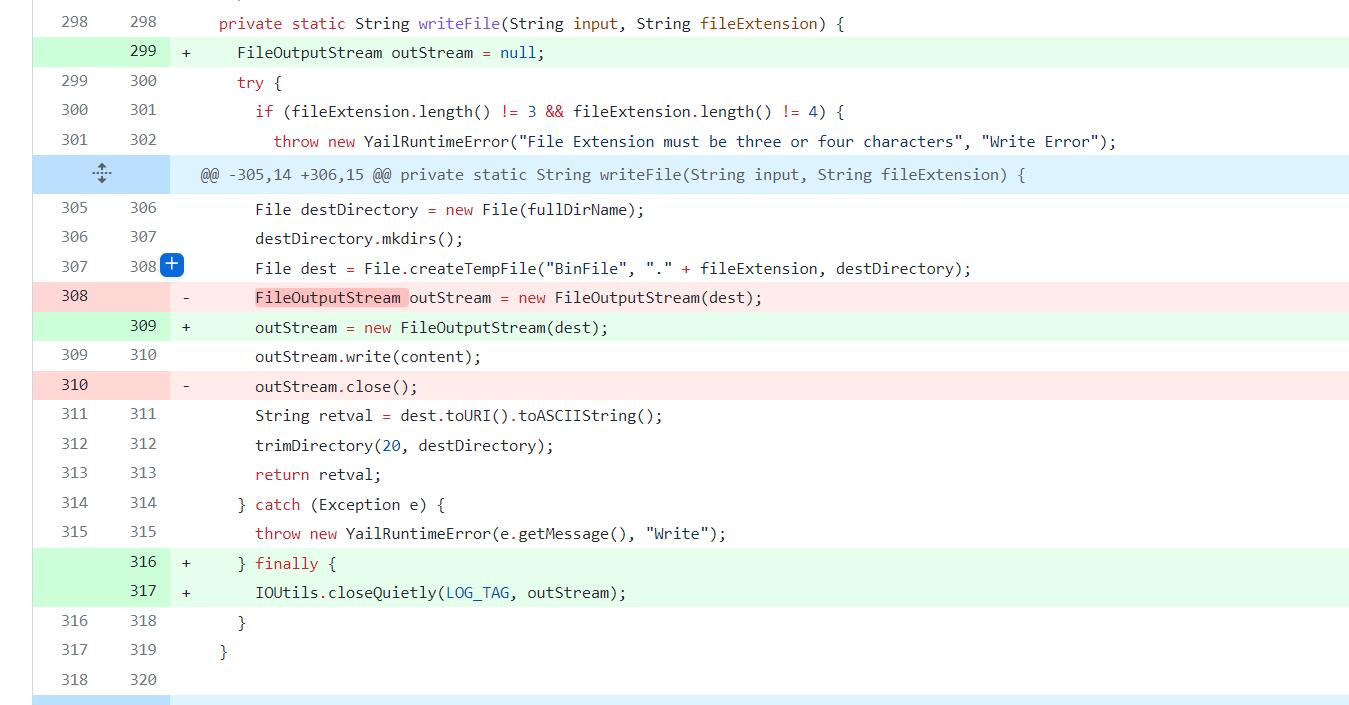 298 298 private static String writeFile(String input, String fileExtension) {
299 + FileOutputStream outStream = null;
299 300 try {
300 301 if (fileExtension.length() != 3 && fileExtension.length() != 4) {
301 302 throw new YailRuntimeError("File Extension must be three or four characters", "Write Error");
@@ -305,14 +306,15 @@ private static String writeFile(String input, String fileExtension) {
305 306 File destDirectory = new File(fullDirName);
306 307 destDirectory.mkdirs();
307 308 + File dest = File.createTempFile("BinFile", "." + fileExtension, destDirectory);
308 - FileOutputStream outStream = new FileOutputStream(dest);
309 + outStream = new FileOutputStream(dest);
309 310 outStream.write(content);
310 - outStream.close();
311 311 String retval = dest.toURI().toASCIIString();
312 312 trimDirectory(20, destDirectory);
313 313 return retval;
314 314 } catch (Exception e) {
315 315 throw new YailRuntimeError(e.getMessage(), "Write");
316 + } finally {
317 + IOUtils.closeQuietly(LOG_TAG, outStream);
316 318 }
317 319 }
318 320